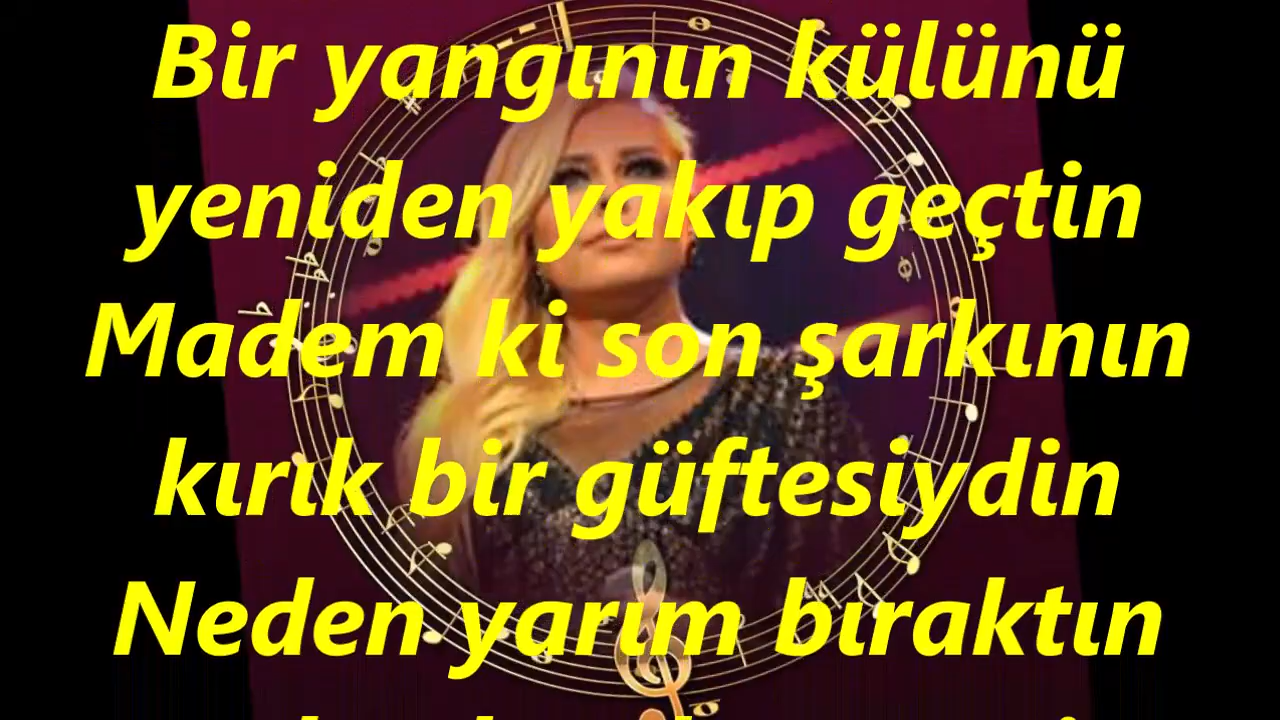 Bir yangının külünü
yeniden yakıp geçtin
Madem ki son şarkının
kırık bir güftesiydin
Neden yarım bıraktın